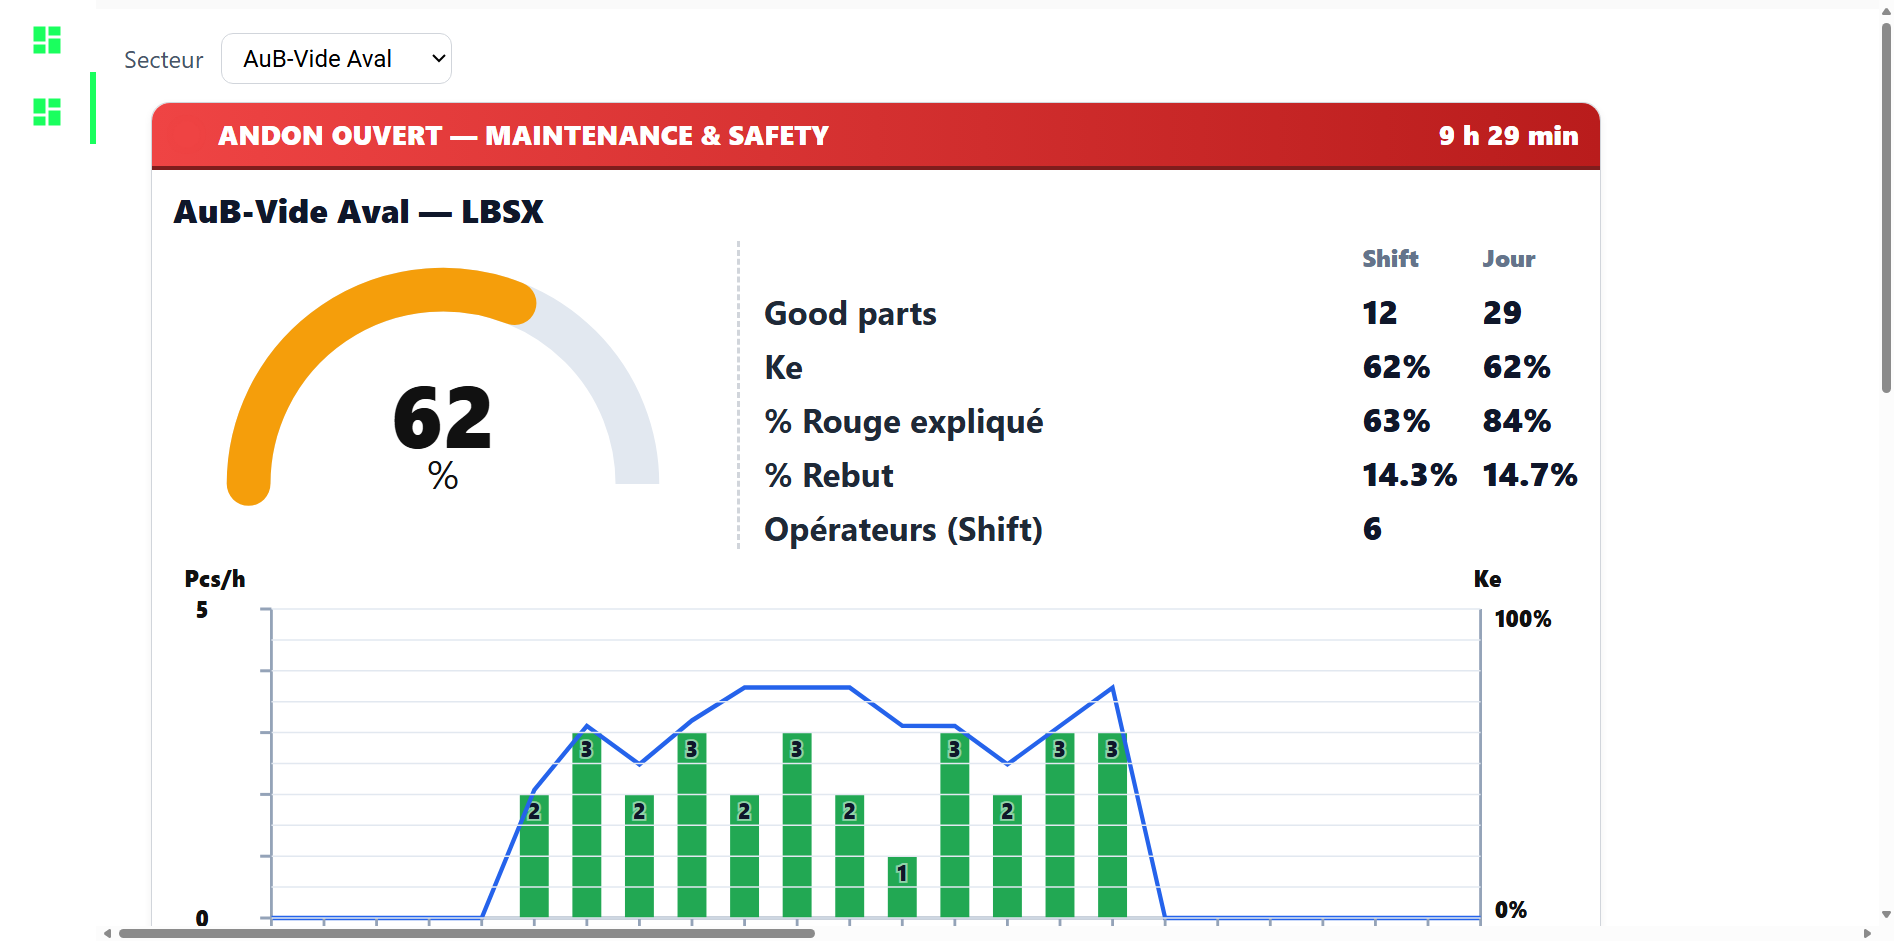 Secteur AuB-Vide Aval
ANDON OUVERT — MAINTENANCE & SAFETY 9 h 29 min
AuB-Vide Aval — LBSX
62
%
Shift Jour
Good parts 12 29
Ke 62% 62%
% Rouge expliqué 63% 84%
% Rebut 14.3% 14.7%
Opérateurs (Shift) 6
Pcs/h Ke
5 100%
2 3 2 3 2 3 2 1 3 2 3 3
0 0%